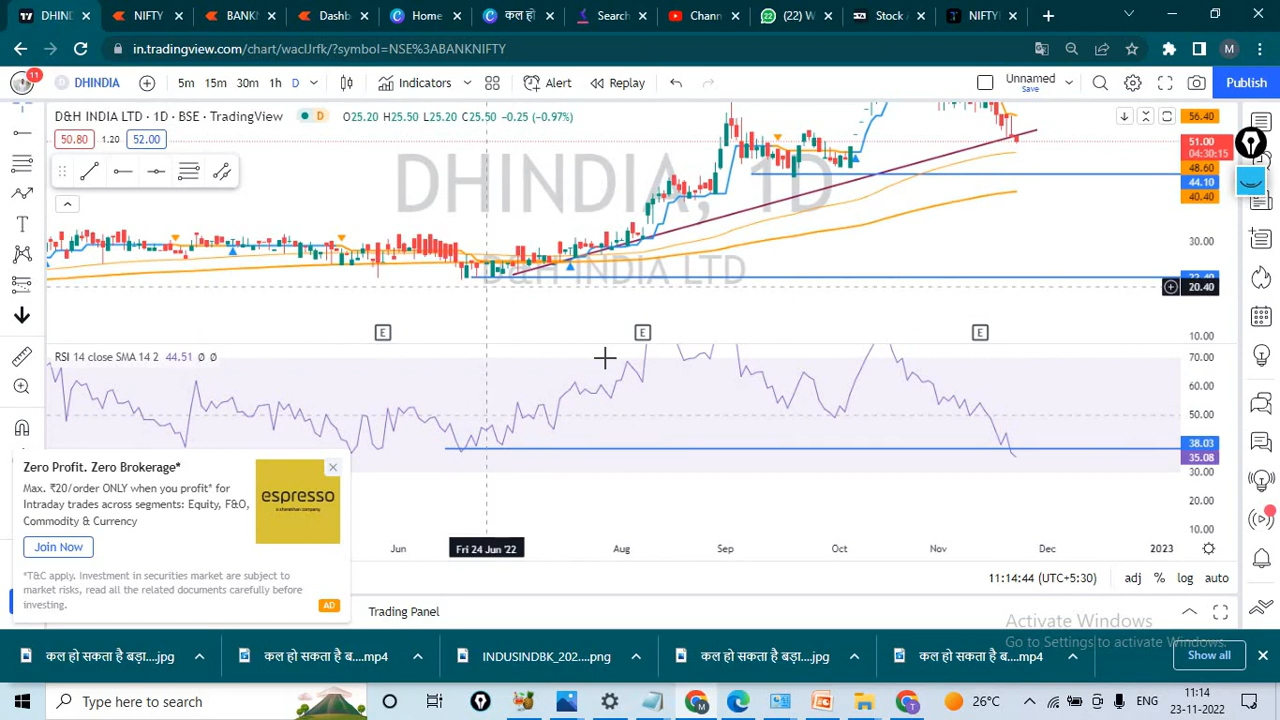 DHIND
NIFTY
BANKN
Dashb
Home
कल हो
Search
Chann
(22) W
Stock A
NIFTY
in.tradingview.com/chart/wacIJrfk/?symbol=NSE%3ABANKNIFTY
M
11
DHINDIA
5m 15m 30m 1h D
Indicators
Alert
Replay
Unnamed
Save
Publish
D&H INDIA LTD · 1D · BSE · TradingView
D
O25.20 H25.50 L25.20 C25.50 −0.25 (−0.97%)
50.80 1.20 52.00
DHINDIA, 1D
D&H INDIA LTD
56.40
51.00
04:30:15
48.60
44.10
40.40
30.00
20.40
10.00
E
E
E
RSI 14 close SMA 14 2 44.51 Ø Ø
70.00
60.00
50.00
38.03
35.08
30.00
20.00
10.00
Zero Profit. Zero Brokerage*
Max. ₹20/order ONLY when you profit* for
Intraday trades across segments: Equity, F&O,
Commodity & Currency
Join Now
espresso
*T&C apply. Investment in securities market are subject to
market risks, read all the related documents carefully before
investing.
AD
Jun
Fri 24 Jun '22
Aug
Sep
Oct
Nov
Dec
2023
11:14:44 (UTC+5:30)
adj % log auto
Trading Panel
Activate Windows
Go to Settings to activate Windows.
कल हो सकता है बड़ा....jpg
कल हो सकता है ब....mp4
INDUSINDBK_202....png
कल हो सकता है बड़ा....jpg
कल हो सकता है ब....mp4
Show all
Type here to search
26°C
ENG
11:14
23-11-2022